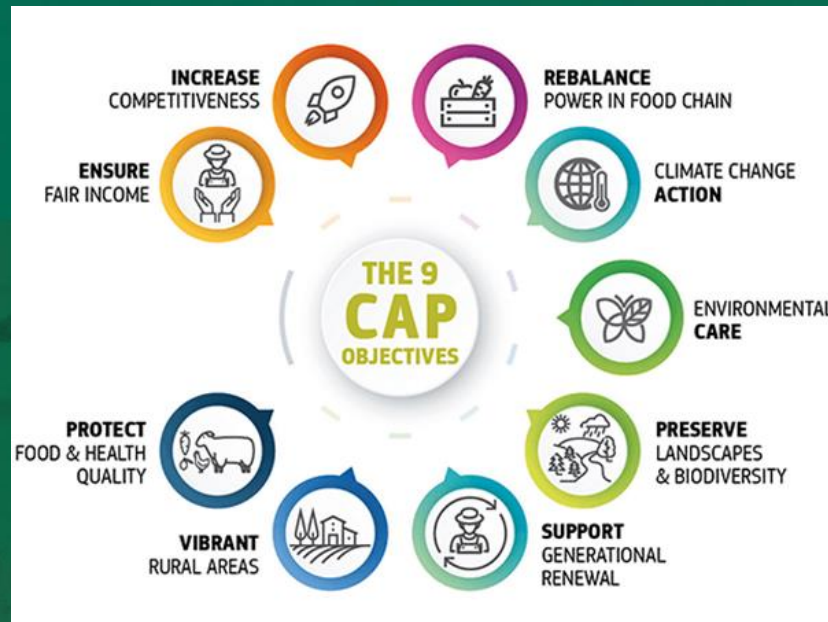 THE 9
CAP
OBJECTIVES
INCREASE
COMPETITIVENESS
REBALANCE
POWER IN FOOD CHAIN
ENSURE
FAIR INCOME
CLIMATE CHANGE
ACTION
ENVIRONMENTAL
CARE
PROTECT
FOOD & HEALTH
QUALITY
PRESERVE
LANDSCAPES
& BIODIVERSITY
VIBRANT
RURAL AREAS
SUPPORT
GENERATIONAL
RENEWAL